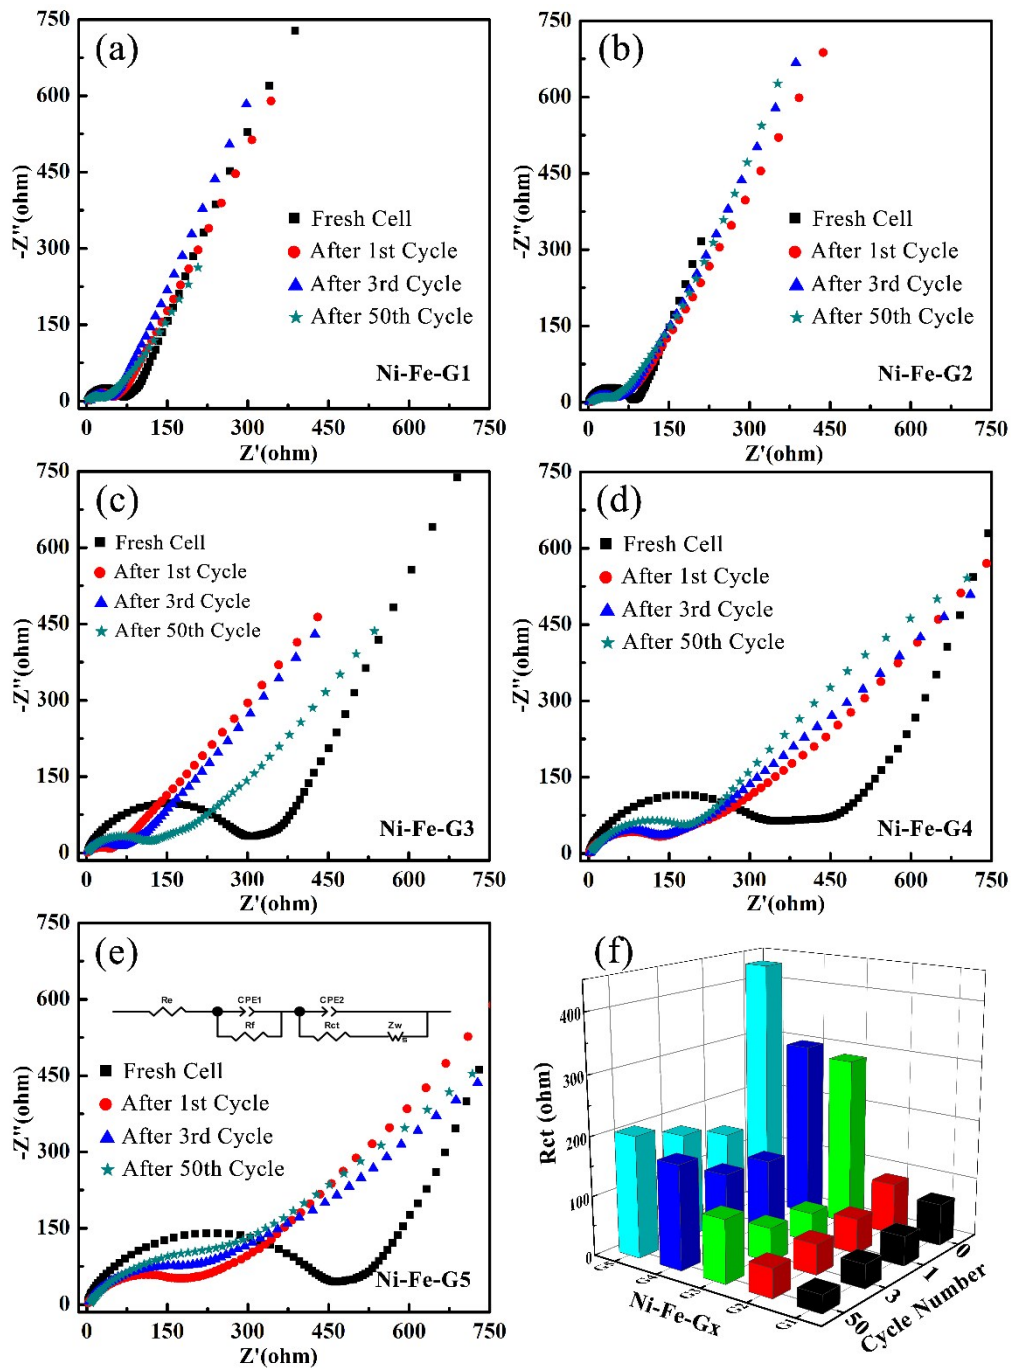 (a)
750
600
450
300
150
0
-Z''(ohm)
Fresh Cell
After 1st Cycle
After 3rd Cycle
After 50th Cycle
Ni-Fe-G1
0 150 300 450 600 750
Z'(ohm)
(b)
750
600
450
300
150
0
-Z''(ohm)
Fresh Cell
After 1st Cycle
After 3rd Cycle
After 50th Cycle
Ni-Fe-G2
0 150 300 450 600 750
Z'(ohm)
(c)
750
600
450
300
150
0
-Z''(ohm)
Fresh Cell
After 1st Cycle
After 3rd Cycle
After 50th Cycle
Ni-Fe-G3
0 150 300 450 600 750
Z'(ohm)
(d)
750
600
450
300
150
0
-Z''(ohm)
Fresh Cell
After 1st Cycle
After 3rd Cycle
After 50th Cycle
Ni-Fe-G4
0 150 300 450 600 750
Z'(ohm)
(e)
750
600
450
300
150
0
-Z''(ohm)
Re CPE1 CPE2
Rf Rct Zw
s
Fresh Cell
After 1st Cycle
After 3rd Cycle
After 50th Cycle
Ni-Fe-G5
0 150 300 450 600 750
Z'(ohm)
(f)
400
300
200
100
0
Rct (ohm)
G5 G4 G3 G2 G1
Ni-Fe-Gx
0
1
3
50
Cycle Number